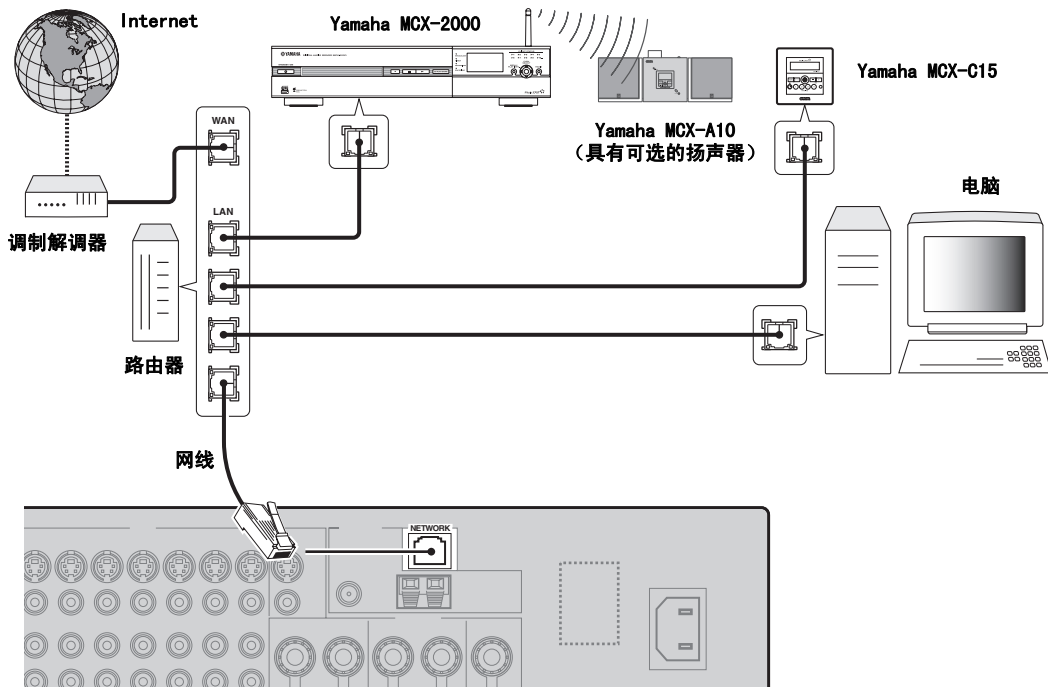 Internet
Yamaha MCX-2000
YAMAHA
Yamaha MCX-A10
（具有可选的扬声器）
Yamaha MCX-C15
WAN
LAN
调制解调器
路由器
电脑
网线
NETWORK